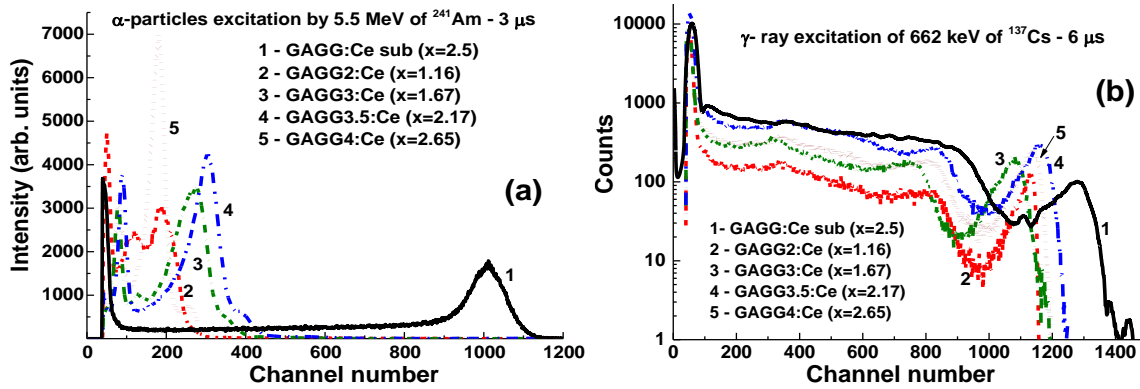 α-particles excitation by 5.5 MeV of ²⁴¹Am - 3 μs
1 - GAGG:Ce sub (x=2.5)
2 - GAGG2:Ce (x=1.16)
3 - GAGG3:Ce (x=1.67)
4 - GAGG3.5:Ce (x=2.17)
5 - GAGG4:Ce (x=2.65)
(a)
Intensity (arb. units)
7000
6000
5000
4000
3000
2000
1000
5
4
3
2
1
0 200 400 600 800 1000 1200
Channel number
γ- ray excitation of 662 keV of ¹³⁷Cs - 6 μs
(b)
Counts
10000
1000
100
10
1
5
3
4
1
2
1- GAGG:Ce sub (x=2.5)
2 - GAGG2:Ce (x=1.16)
3 - GAGG3:Ce (x=1.67)
4 - GAGG3.5:Ce (x=2.17)
5 - GAGG4:Ce (x=2.65)
0 200 400 600 800 1000 1200 1400
Channel number